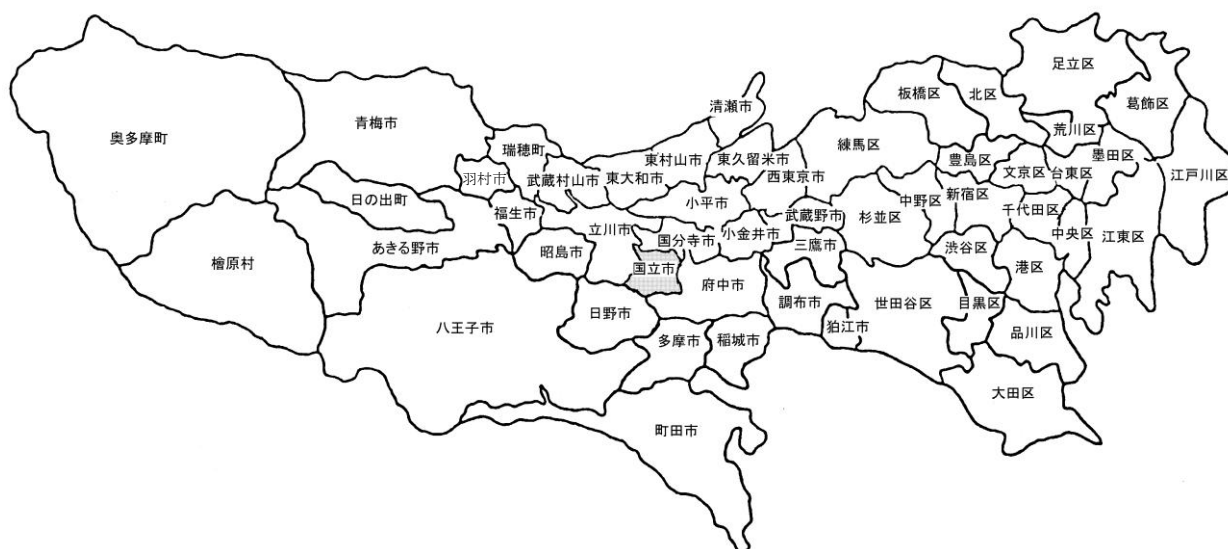 奥多摩町
檜原村
青梅市
日の出町
あきる野市
八王子市
瑞穂町
羽村市
福生市
武蔵村山市
東大和市
昭島市
立川市
国立市
国分寺市
日野市
多摩市
稲城市
町田市
府中市
小平市
東村山市
清瀬市
東久留米市
西東京市
小金井市
武蔵野市
三鷹市
調布市
狛江市
練馬区
板橋区
北区
足立区
葛飾区
荒川区
豊島区
文京区
台東区
墨田区
江戸川区
杉並区
中野区
新宿区
千代田区
中央区
江東区
渋谷区
港区
世田谷区
目黒区
品川区
大田区